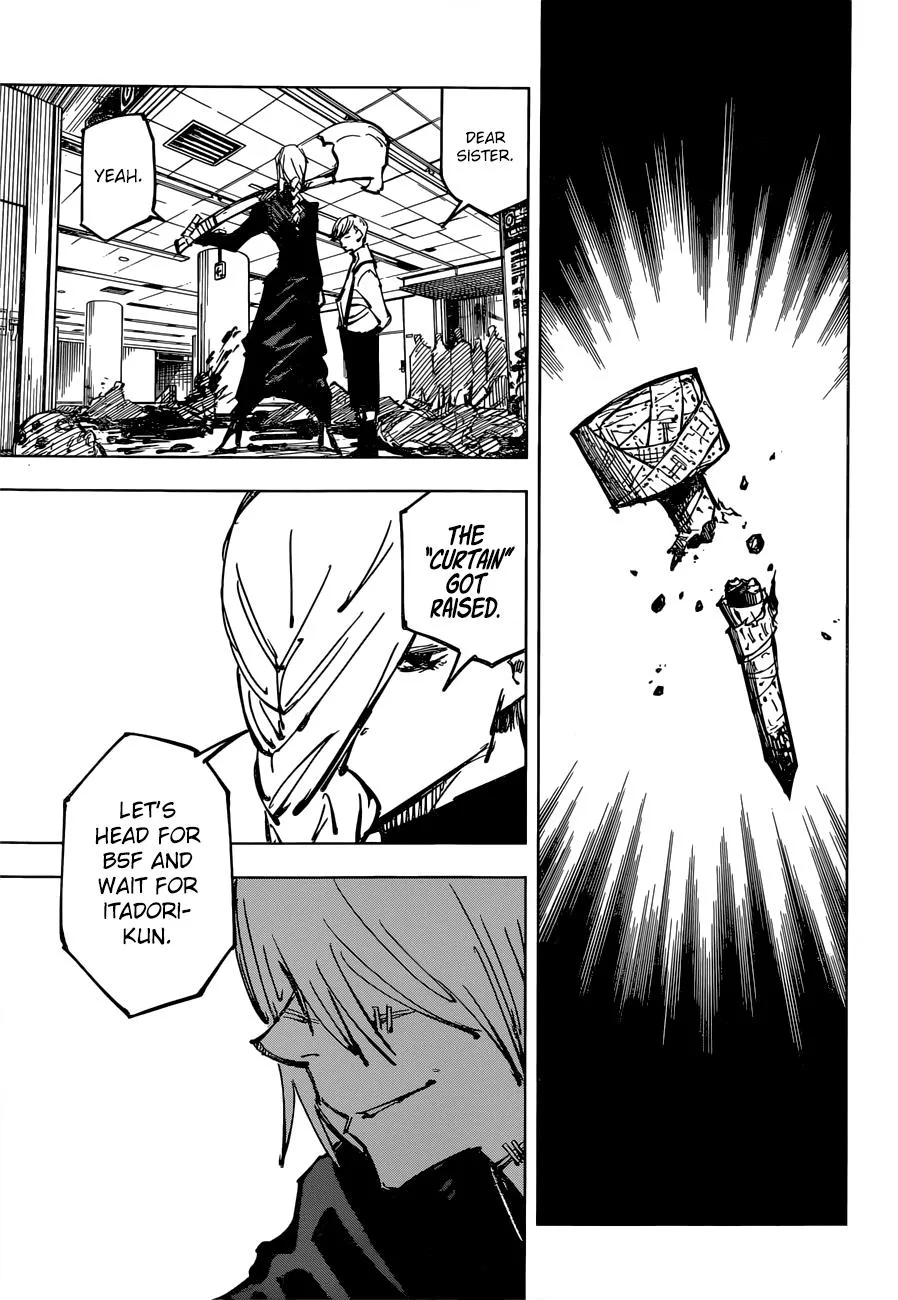 DEAR
SISTER.
YEAH.
THE
"CURTAIN"
GOT
RAISED.
LET'S
HEAD FOR
B5F AND
WAIT FOR
ITADORI-
KUN.